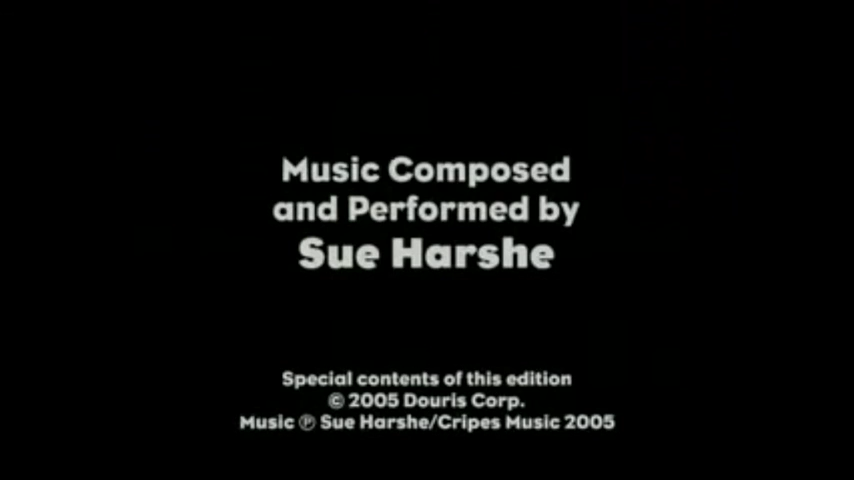 Music Composed
and Performed by
Sue Harshe
Special contents of this edition
© 2005 Douris Corp.
Music ℗ Sue Harshe/Cripes Music 2005